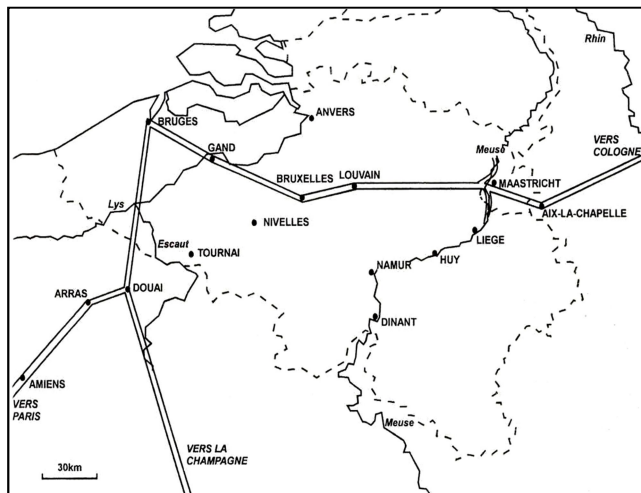 Rhin
ANVERS
BRUGES
VERS
COLOGNE
GAND
Meuse
BRUXELLES
LOUVAIN
MAASTRICHT
Lys
AIX-LA-CHAPELLE
NIVELLES
LIEGE
Escaut
TOURNAI
HUY
NAMUR
ARRAS
DOUAI
DINANT
AMIENS
VERS
PARIS
Meuse
VERS LA
CHAMPAGNE
30km